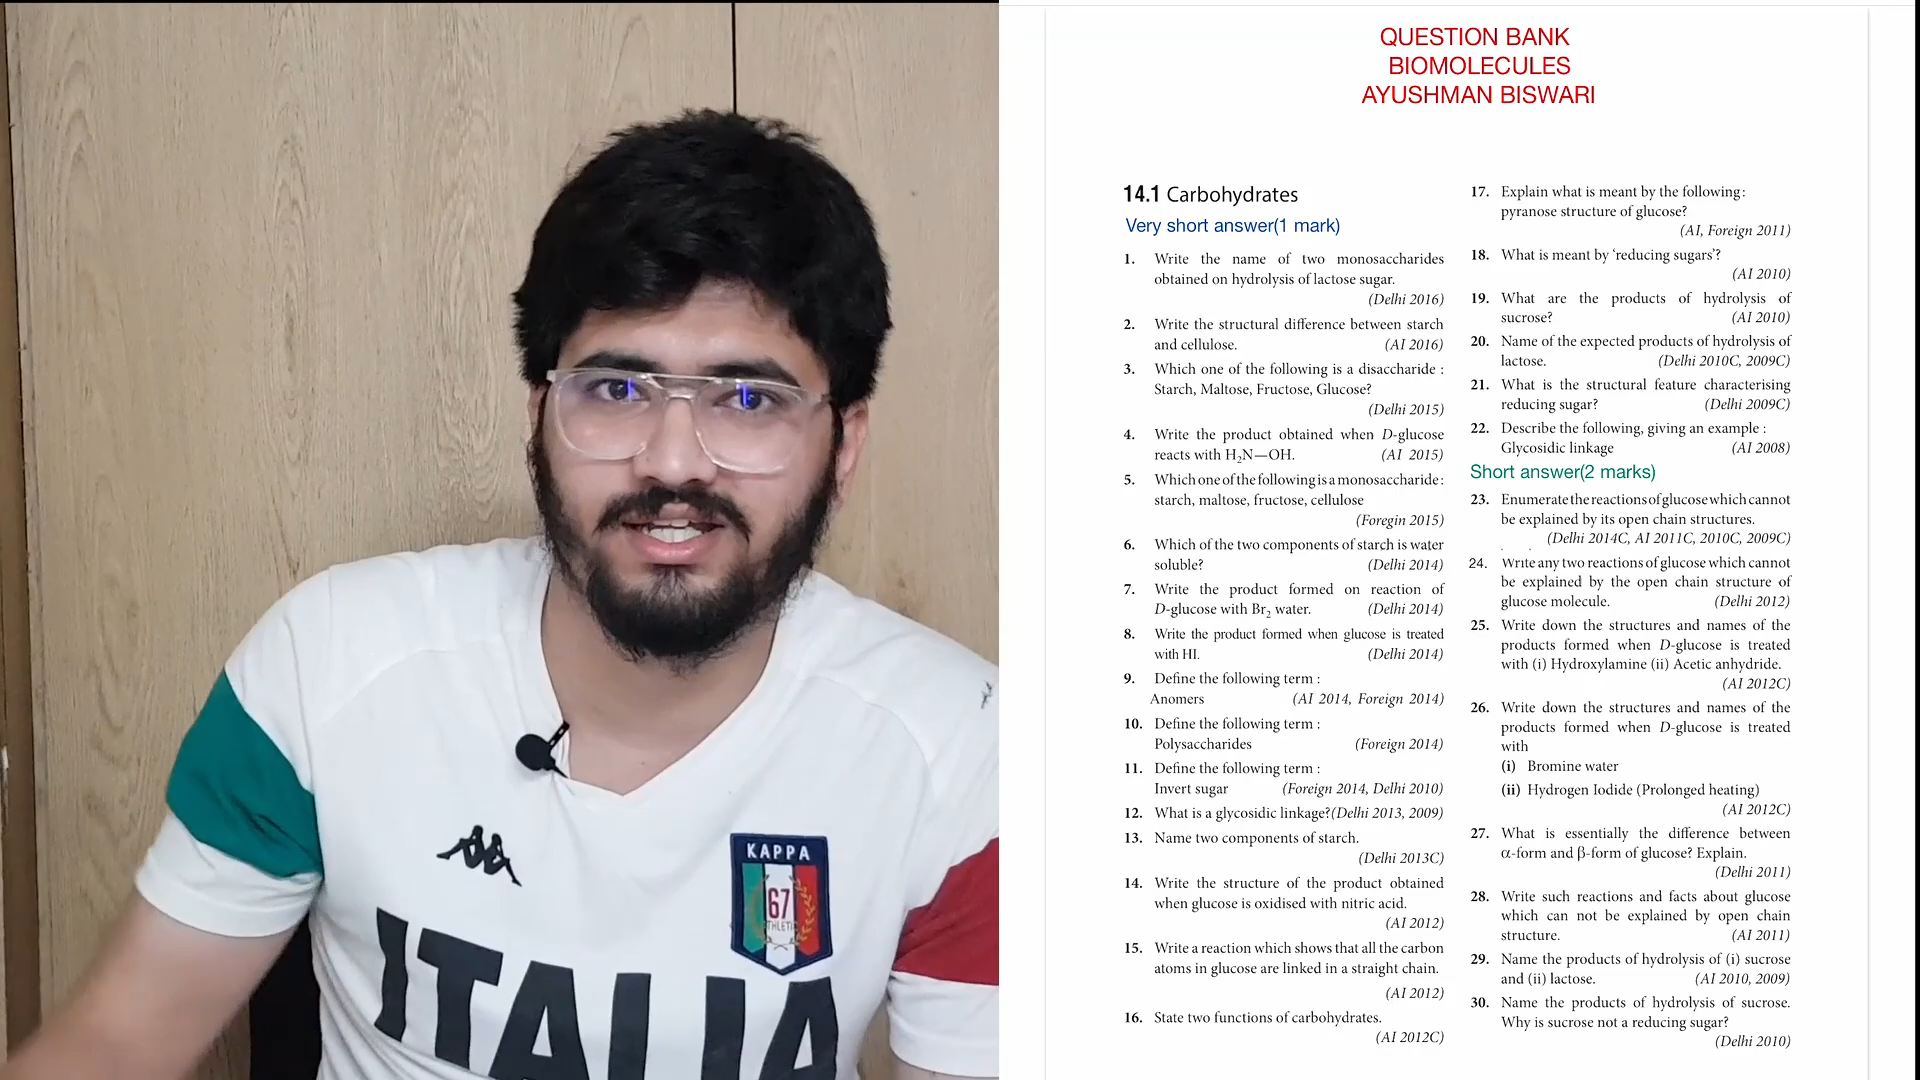 QUESTION BANK
BIOMOLECULES
AYUSHMAN BISWARI
14.1 Carbohydrates
Very short answer(1 mark)
1. Write the name of two monosaccharides
obtained on hydrolysis of lactose sugar.
(Delhi 2016)
2. Write the structural difference between starch
and cellulose. (AI 2016)
3. Which one of the following is a disaccharide :
Starch, Maltose, Fructose, Glucose?
(Delhi 2015)
4. Write the product obtained when D-glucose
reacts with H₂N—OH. (AI 2015)
5. Which one of the following is a monosaccharide :
starch, maltose, fructose, cellulose
(Foregin 2015)
6. Which of the two components of starch is water
soluble? (Delhi 2014)
7. Write the product formed on reaction of
D-glucose with Br₂ water. (Delhi 2014)
8. Write the product formed when glucose is treated
with HI. (Delhi 2014)
9. Define the following term :
Anomers (AI 2014, Foreign 2014)
10. Define the following term :
Polysaccharides (Foreign 2014)
11. Define the following term :
Invert sugar (Foreign 2014, Delhi 2010)
12. What is a glycosidic linkage?(Delhi 2013, 2009)
13. Name two components of starch.
(Delhi 2013C)
14. Write the structure of the product obtained
when glucose is oxidised with nitric acid.
(AI 2012)
15. Write a reaction which shows that all the carbon
atoms in glucose are linked in a straight chain.
(AI 2012)
16. State two functions of carbohydrates.
(AI 2012C)
17. Explain what is meant by the following :
pyranose structure of glucose?
(AI, Foreign 2011)
18. What is meant by ‘reducing sugars’?
(AI 2010)
19. What are the products of hydrolysis of
sucrose? (AI 2010)
20. Name of the expected products of hydrolysis of
lactose. (Delhi 2010C, 2009C)
21. What is the structural feature characterising
reducing sugar? (Delhi 2009C)
22. Describe the following, giving an example :
Glycosidic linkage (AI 2008)
Short answer(2 marks)
23. Enumerate the reactions of glucose which cannot
be explained by its open chain structures.
(Delhi 2014C, AI 2011C, 2010C, 2009C)
24. Write any two reactions of glucose which cannot
be explained by the open chain structure of
glucose molecule. (Delhi 2012)
25. Write down the structures and names of the
products formed when D-glucose is treated
with (i) Hydroxylamine (ii) Acetic anhydride.
(AI 2012C)
26. Write down the structures and names of the
products formed when D-glucose is treated
with
(i) Bromine water
(ii) Hydrogen Iodide (Prolonged heating)
(AI 2012C)
27. What is essentially the difference between
α-form and β-form of glucose? Explain.
(Delhi 2011)
28. Write such reactions and facts about glucose
which can not be explained by open chain
structure. (AI 2011)
29. Name the products of hydrolysis of (i) sucrose
and (ii) lactose. (AI 2010, 2009)
30. Name the products of hydrolysis of sucrose.
Why is sucrose not a reducing sugar?
(Delhi 2010)
KAPPA
67
ITALIA